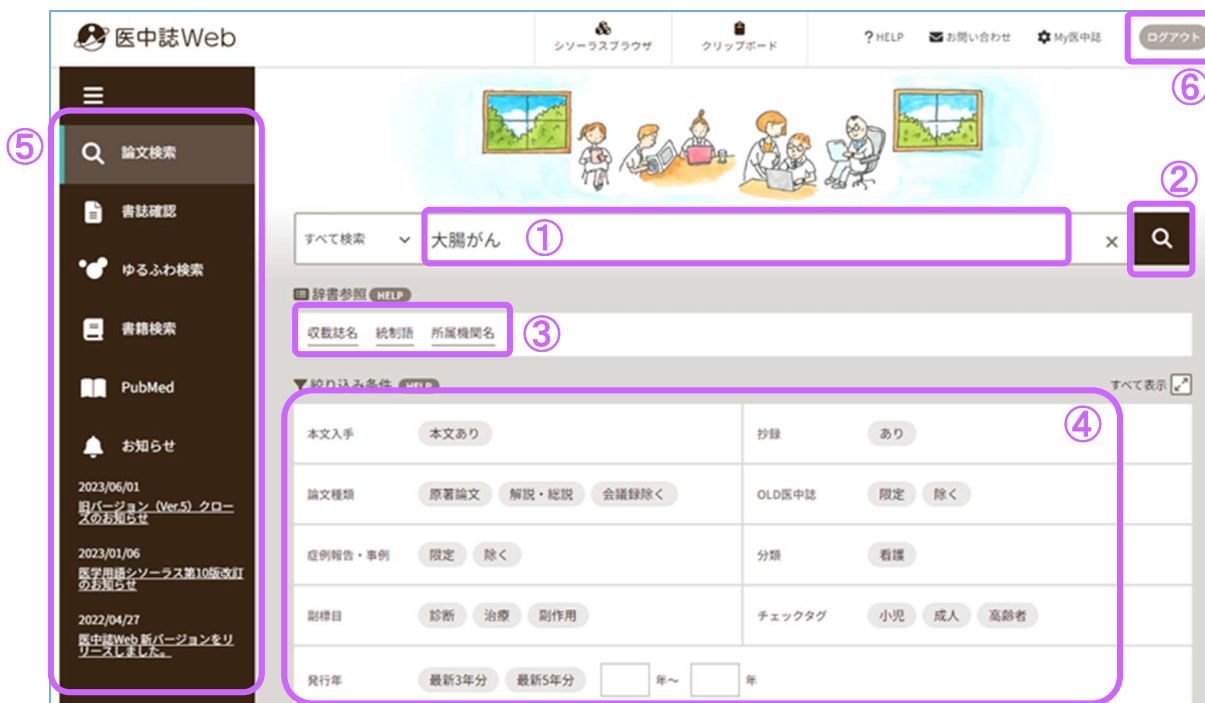 医中誌Web
シソーラスブラウザ
クリップボード
? HELP
お問い合わせ
My医中誌
ログアウト
⑥
⑤
論文検索
書誌確認
ゆるふわ検索
書籍検索
PubMed
お知らせ
2023/06/01
旧バージョン（Ver.5）クロー
ズのお知らせ
2023/01/06
医学用語シソーラス第10版改訂
のお知らせ
2022/04/27
医中誌Web 新バージョンをリ
リースしました。
②
すべて検索 大腸がん ① ×
辞書参照 HELP
収載誌名 統制語 所属機関名 ③
絞り込み条件 HELP すべて表示
④
本文入手 本文あり 抄録 あり
論文種類 原著論文 解説・総説 会議録除く OLD医中誌 限定 除く
症例報告・事例 限定 除く 分類 看護
副標目 診断 治療 副作用 チェックタグ 小児 成人 高齢者
発行年 最新3年分 最新5年分 年～ 年